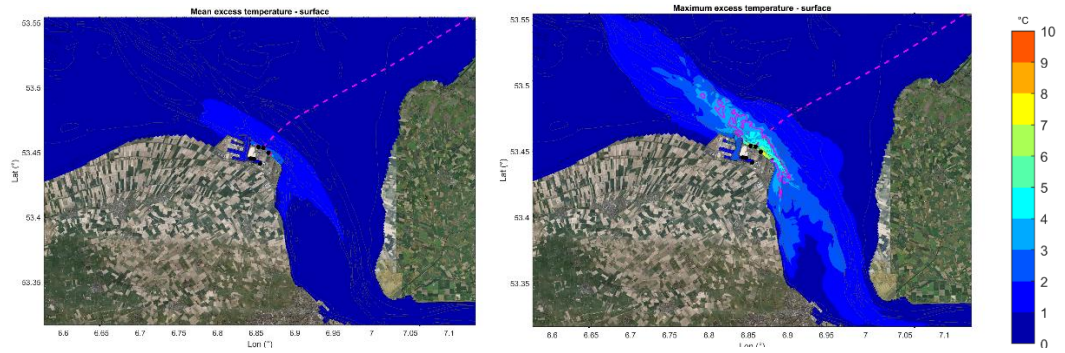 Mean excess temperature - surface
53.55
53.5
53.45
53.4
53.35
Lat (°)
6.6 6.65 6.7 6.75 6.8 6.85 6.9 6.95 7 7.05 7.1
Lon (°)
Maximum excess temperature - surface
53.55
53.5
53.45
53.4
53.35
Lat (°)
6.6 6.65 6.7 6.75 6.8 6.85 6.9 6.95 7 7.05 7.1
Lon (°)
°C
10
9
8
7
6
5
4
3
2
1
0